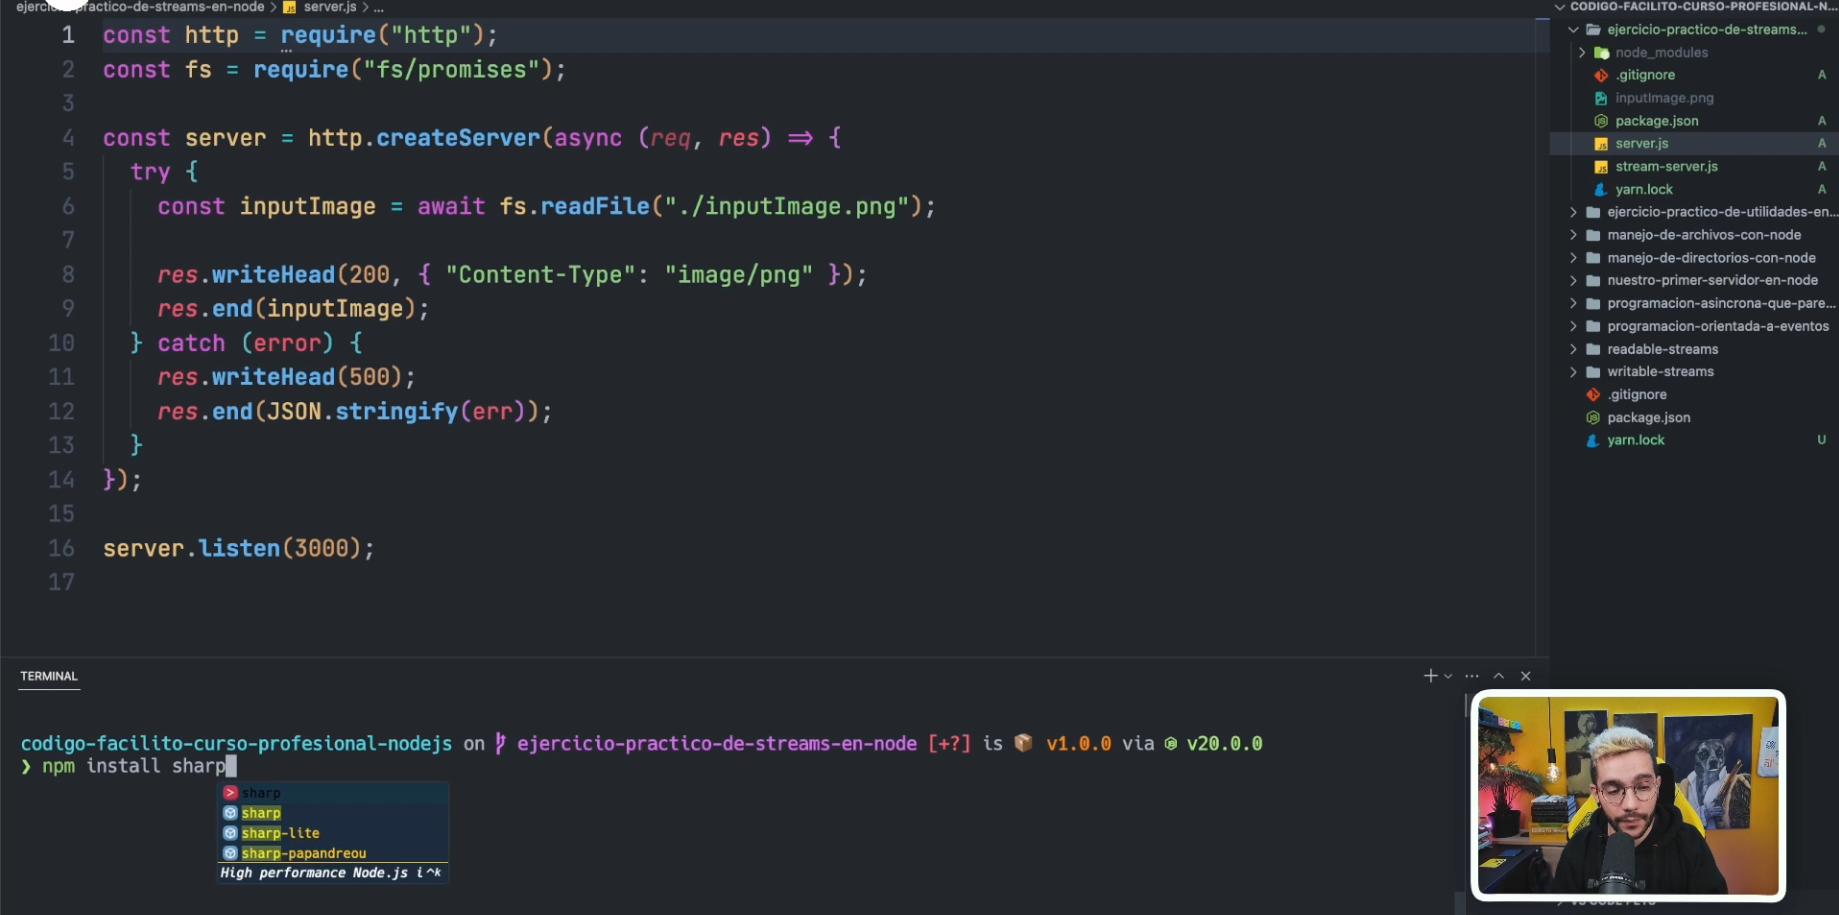 ejercicio-practico-de-streams-en-node > JS server.js > ...
1 const http = require("http");
2 const fs = require("fs/promises");
3
4 const server = http.createServer(async (req, res) => {
5 try {
6 const inputImage = await fs.readFile("./inputImage.png");
7
8 res.writeHead(200, { "Content-Type": "image/png" });
9 res.end(inputImage);
10 } catch (error) {
11 res.writeHead(500);
12 res.end(JSON.stringify(err));
13 }
14 });
15
16 server.listen(3000);
17
CODIGO-FACILITO-CURSO-PROFESIONAL-N...
ejercicio-practico-de-streams...
node_modules
.gitignore A
inputImage.png
package.json A
server.js A
stream-server.js A
yarn.lock A
ejercicio-practico-de-utilidades-en...
manejo-de-archivos-con-node
manejo-de-directorios-con-node
nuestro-primer-servidor-en-node
programacion-asincrona-que-pare...
programacion-orientada-a-eventos
readable-streams
writable-streams
.gitignore
package.json
yarn.lock U
TERMINAL
codigo-facilito-curso-profesional-nodejs on ejercicio-practico-de-streams-en-node [+?] is v1.0.0 via v20.0.0
❯ npm install sharp
sharp
sharp
sharp-lite
sharp-papandreou
High performance Node.js i ^k